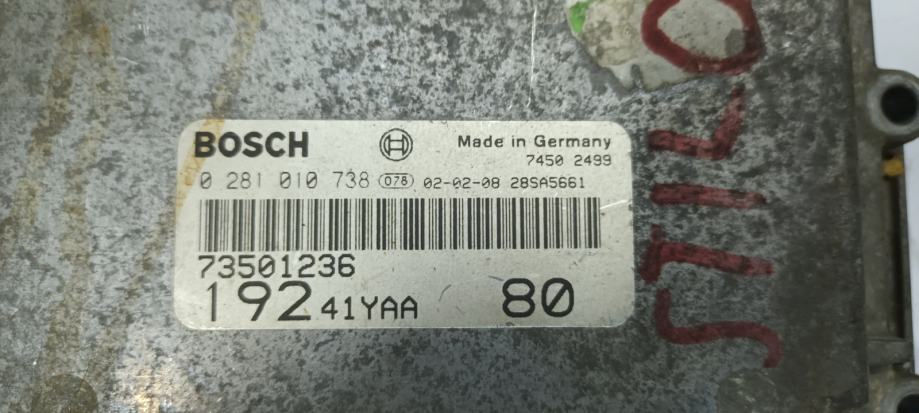 BOSCH
Made in Germany
7450 2499
0 281 010 738 078 02-02-08 28SA5661
73501236
192 41YAA 80
STILO